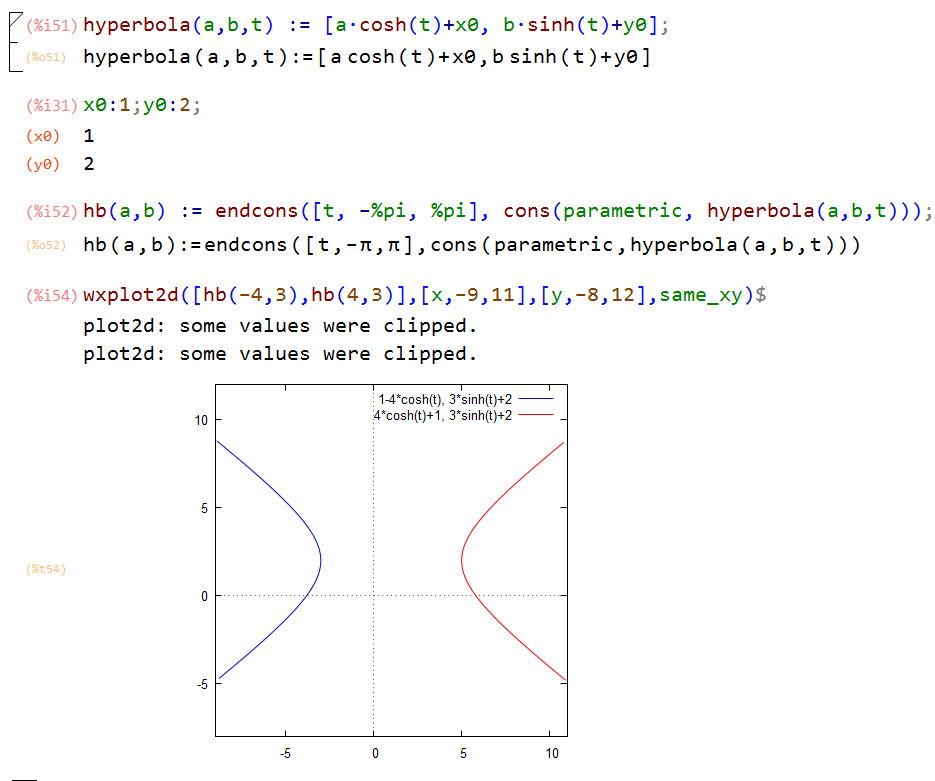 (%i51) hyperbola(a,b,t) := [a·cosh(t)+x0, b·sinh(t)+y0];
(%o51) hyperbola(a,b,t):=[a cosh(t)+x0,b sinh(t)+y0]
(%i31) x0:1;y0:2;
(x0) 1
(y0) 2
(%i52) hb(a,b) := endcons([t, -%pi, %pi], cons(parametric, hyperbola(a,b,t)));
(%o52) hb(a,b):=endcons([t,-π,π],cons(parametric,hyperbola(a,b,t)))
(%i54) wxplot2d([hb(-4,3),hb(4,3)],[x,-9,11],[y,-8,12],same_xy)$
plot2d: some values were clipped.
plot2d: some values were clipped.
1-4*cosh(t), 3*sinh(t)+2
4*cosh(t)+1, 3*sinh(t)+2
10
5
(%t54)
0
-5
-5 0 5 10